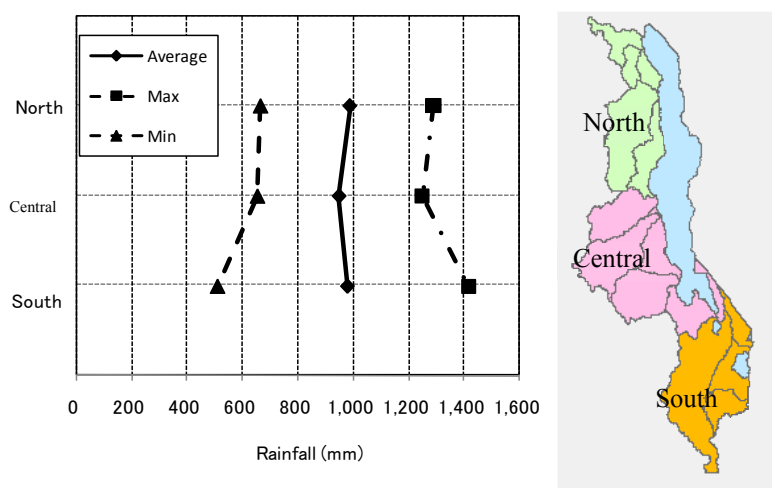 Average
Max
Min
North
Central
South
0 200 400 600 800 1,000 1,200 1,400 1,600
Rainfall (mm)
North
Central
South